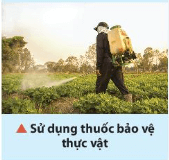 ▲ Sử dụng thuốc bảo vệ
thực vật